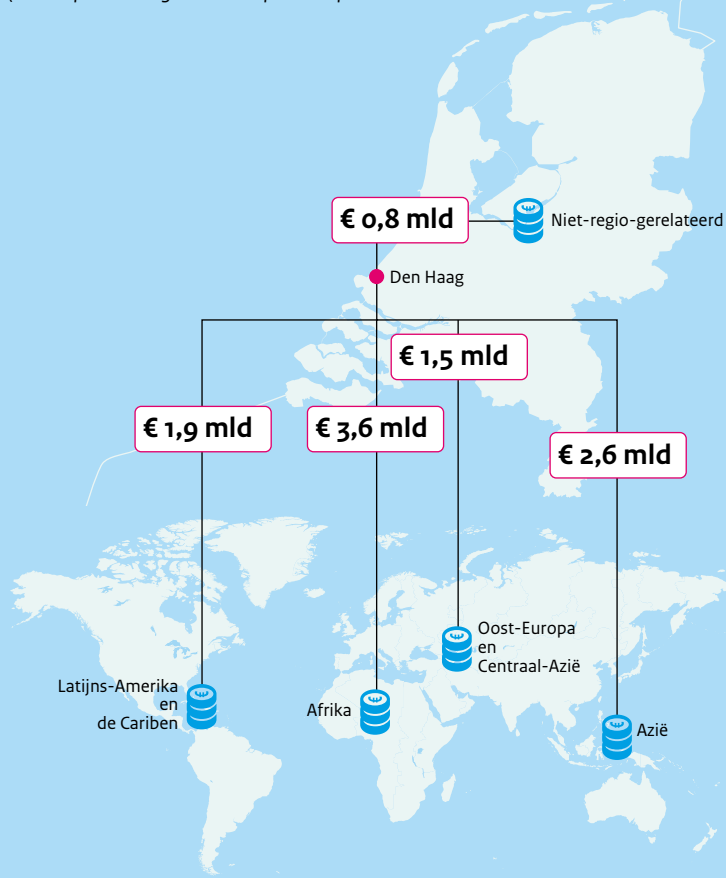 € 0,8 mld
Niet-regio-gerelateerd
Den Haag
€ 1,5 mld
€ 1,9 mld
€ 3,6 mld
€ 2,6 mld
Oost-Europa
en
Centraal-Azië
Latijns-Amerika
en
de Cariben
Afrika
Azië